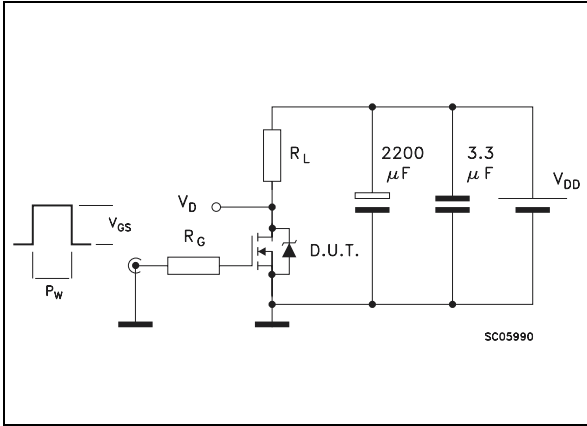 2200
μF
3.3
μF
R_L
V_DD
V_D
V_GS
R_G
D.U.T.
P_W
SC05990